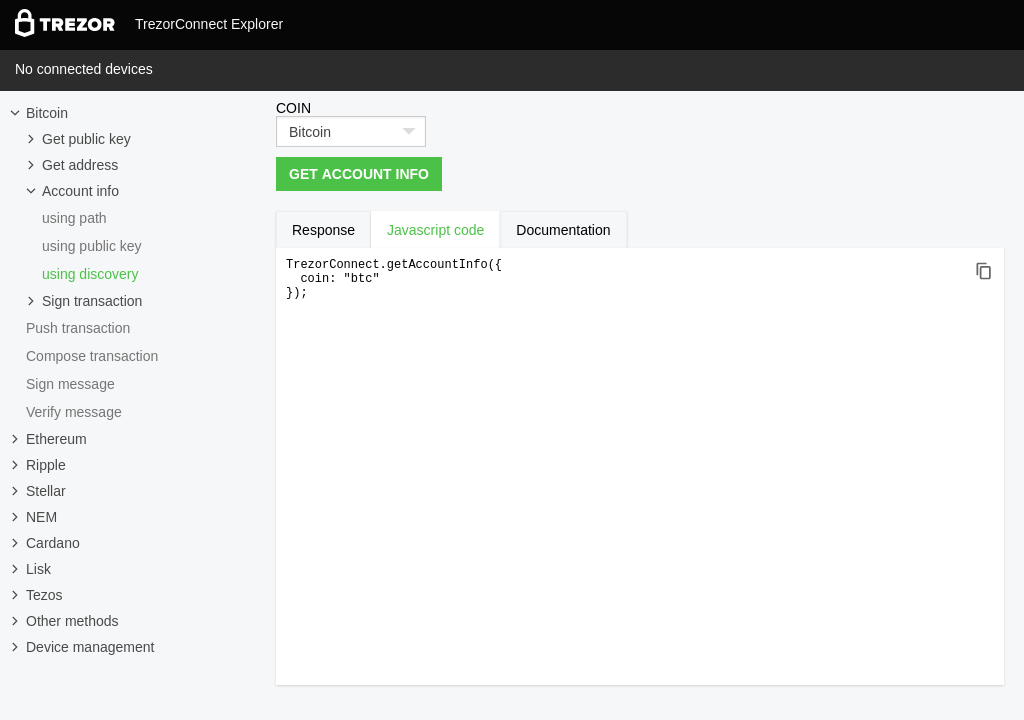 TREZOR TrezorConnect Explorer
No connected devices
Bitcoin
Get public key
Get address
Account info
using path
using public key
using discovery
Sign transaction
Push transaction
Compose transaction
Sign message
Verify message
Ethereum
Ripple
Stellar
NEM
Cardano
Lisk
Tezos
Other methods
Device management
COIN
Bitcoin
GET ACCOUNT INFO
Response Javascript code Documentation
TrezorConnect.getAccountInfo({
  coin: "btc"
});